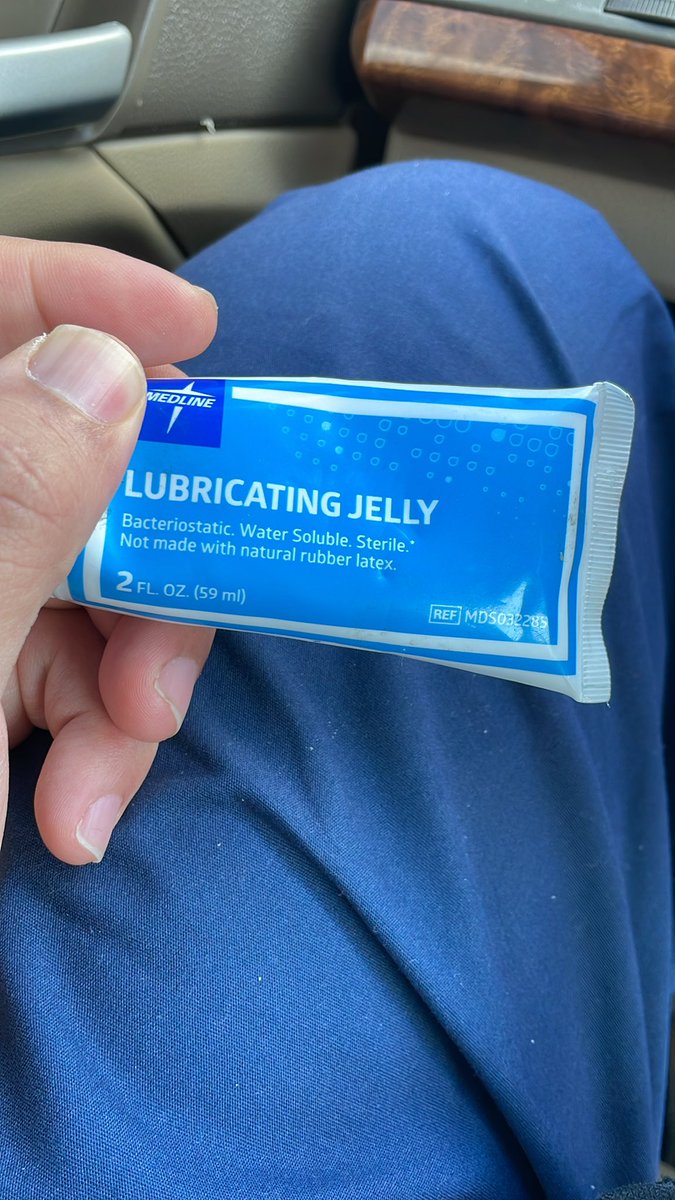 MEDLINE
LUBRICATING JELLY
Bacteriostatic. Water Soluble. Sterile.*
Not made with natural rubber latex.
2 FL. OZ. (59 ml)
REF MDS032285